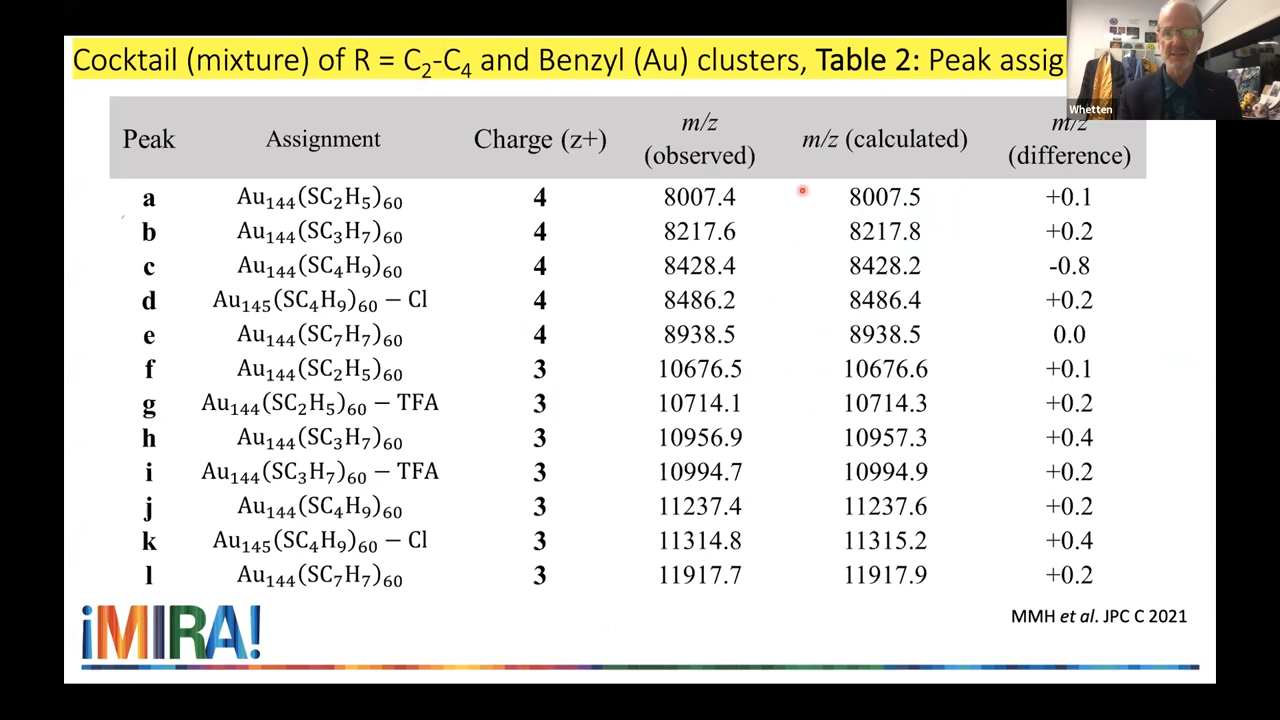 Cocktail (mixture) of R = C₂-C₄ and Benzyl (Au) clusters, Table 2: Peak assig
Whetten
Peak Assignment Charge (z+) m/z (observed) m/z (calculated) m/z (difference)
a Au₁₄₄(SC₂H₅)₆₀ 4 8007.4 8007.5 +0.1
b Au₁₄₄(SC₃H₇)₆₀ 4 8217.6 8217.8 +0.2
c Au₁₄₄(SC₄H₉)₆₀ 4 8428.4 8428.2 -0.8
d Au₁₄₅(SC₄H₉)₆₀ − Cl 4 8486.2 8486.4 +0.2
e Au₁₄₄(SC₇H₇)₆₀ 4 8938.5 8938.5 0.0
f Au₁₄₄(SC₂H₅)₆₀ 3 10676.5 10676.6 +0.1
g Au₁₄₄(SC₂H₅)₆₀ − TFA 3 10714.1 10714.3 +0.2
h Au₁₄₄(SC₃H₇)₆₀ 3 10956.9 10957.3 +0.4
i Au₁₄₄(SC₃H₇)₆₀ − TFA 3 10994.7 10994.9 +0.2
j Au₁₄₄(SC₄H₉)₆₀ 3 11237.4 11237.6 +0.2
k Au₁₄₅(SC₄H₉)₆₀ − Cl 3 11314.8 11315.2 +0.4
l Au₁₄₄(SC₇H₇)₆₀ 3 11917.7 11917.9 +0.2
¡MIRA!
MMH et al. JPC C 2021